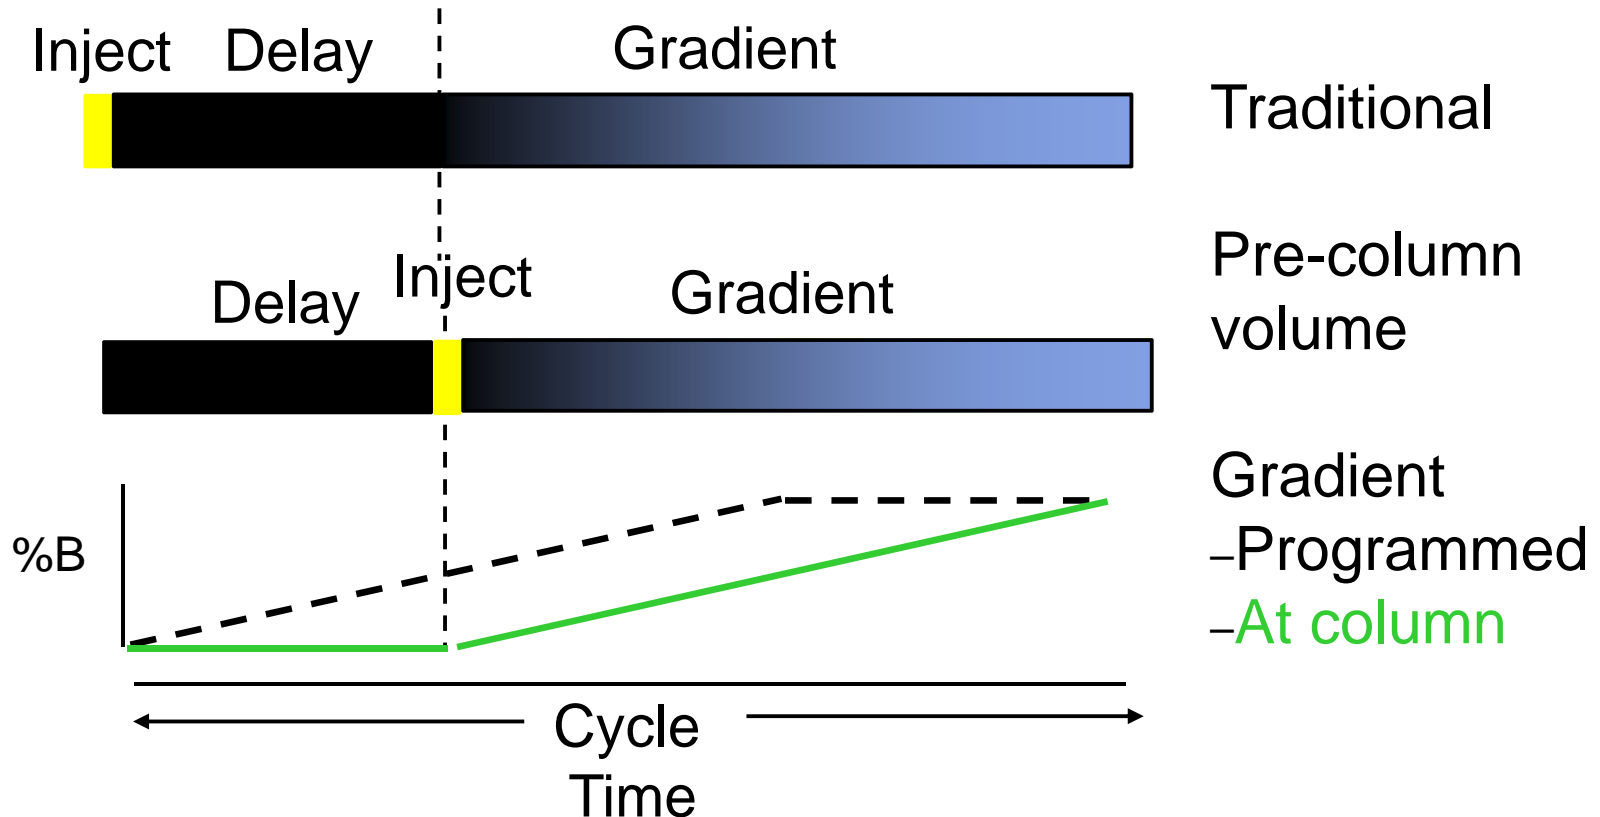 Inject Delay Gradient
Traditional
Delay Inject Gradient
Pre-column
volume
%B
Gradient
–Programmed
–At column
Cycle
Time